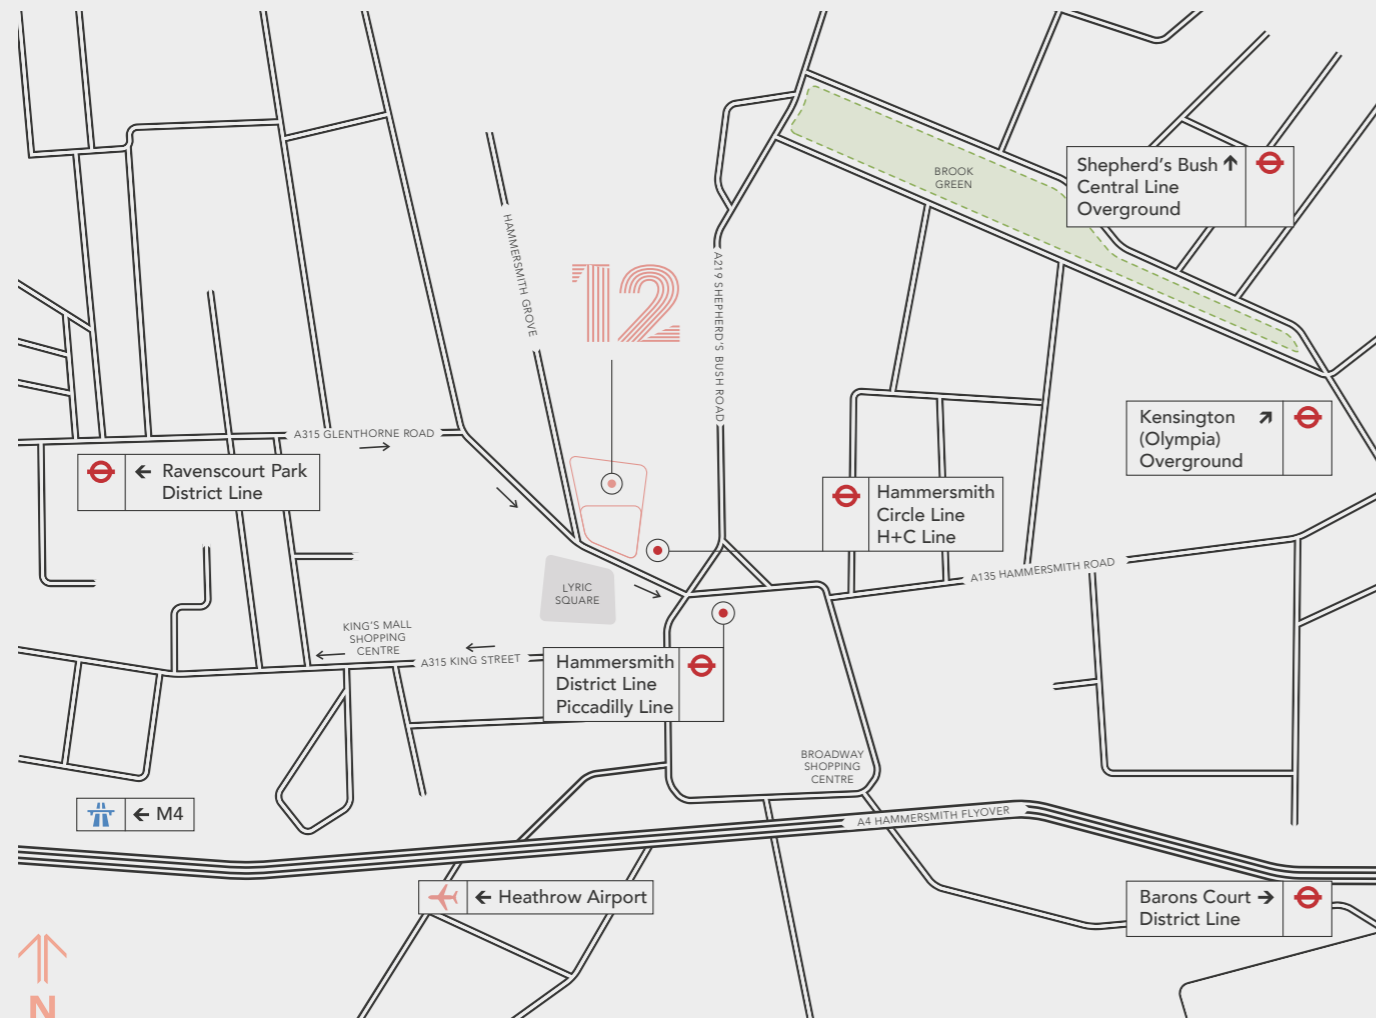 BROOK
GREEN
Shepherd's Bush
Central Line
Overground
HAMMERSMITH GROVE
12
A219 SHEPHERD'S BUSH ROAD
Kensington
(Olympia)
Overground
A315 GLENTHORNE ROAD
Ravenscourt Park
District Line
Hammersmith
Circle Line
H+C Line
A135 HAMMERSMITH ROAD
LYRIC
SQUARE
KING'S MALL
SHOPPING
CENTRE
A315 KING STREET
Hammersmith
District Line
Piccadilly Line
BROADWAY
SHOPPING
CENTRE
M4
A4 HAMMERSMITH FLYOVER
Heathrow Airport
Barons Court
District Line
N